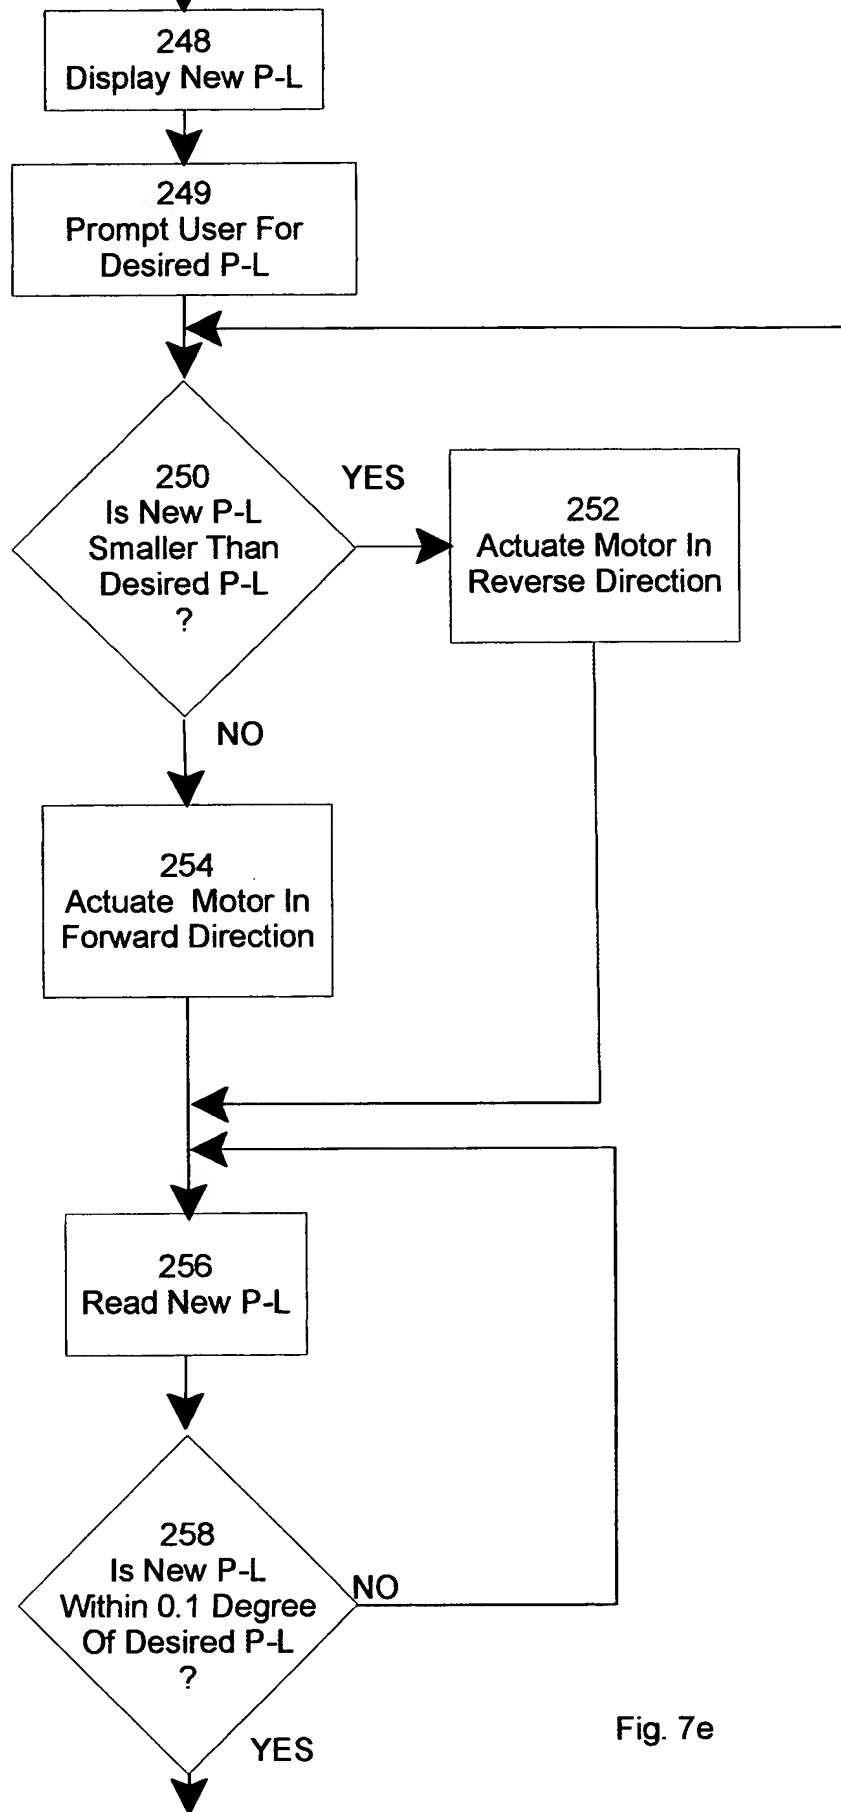 248
Display New P-L
249
Prompt User For
Desired P-L
250
Is New P-L
Smaller Than
Desired P-L
?
YES
252
Actuate Motor In
Reverse Direction
NO
254
Actuate Motor In
Forward Direction
256
Read New P-L
258
Is New P-L
Within 0.1 Degree
Of Desired P-L
?
NO
YES
Fig. 7e